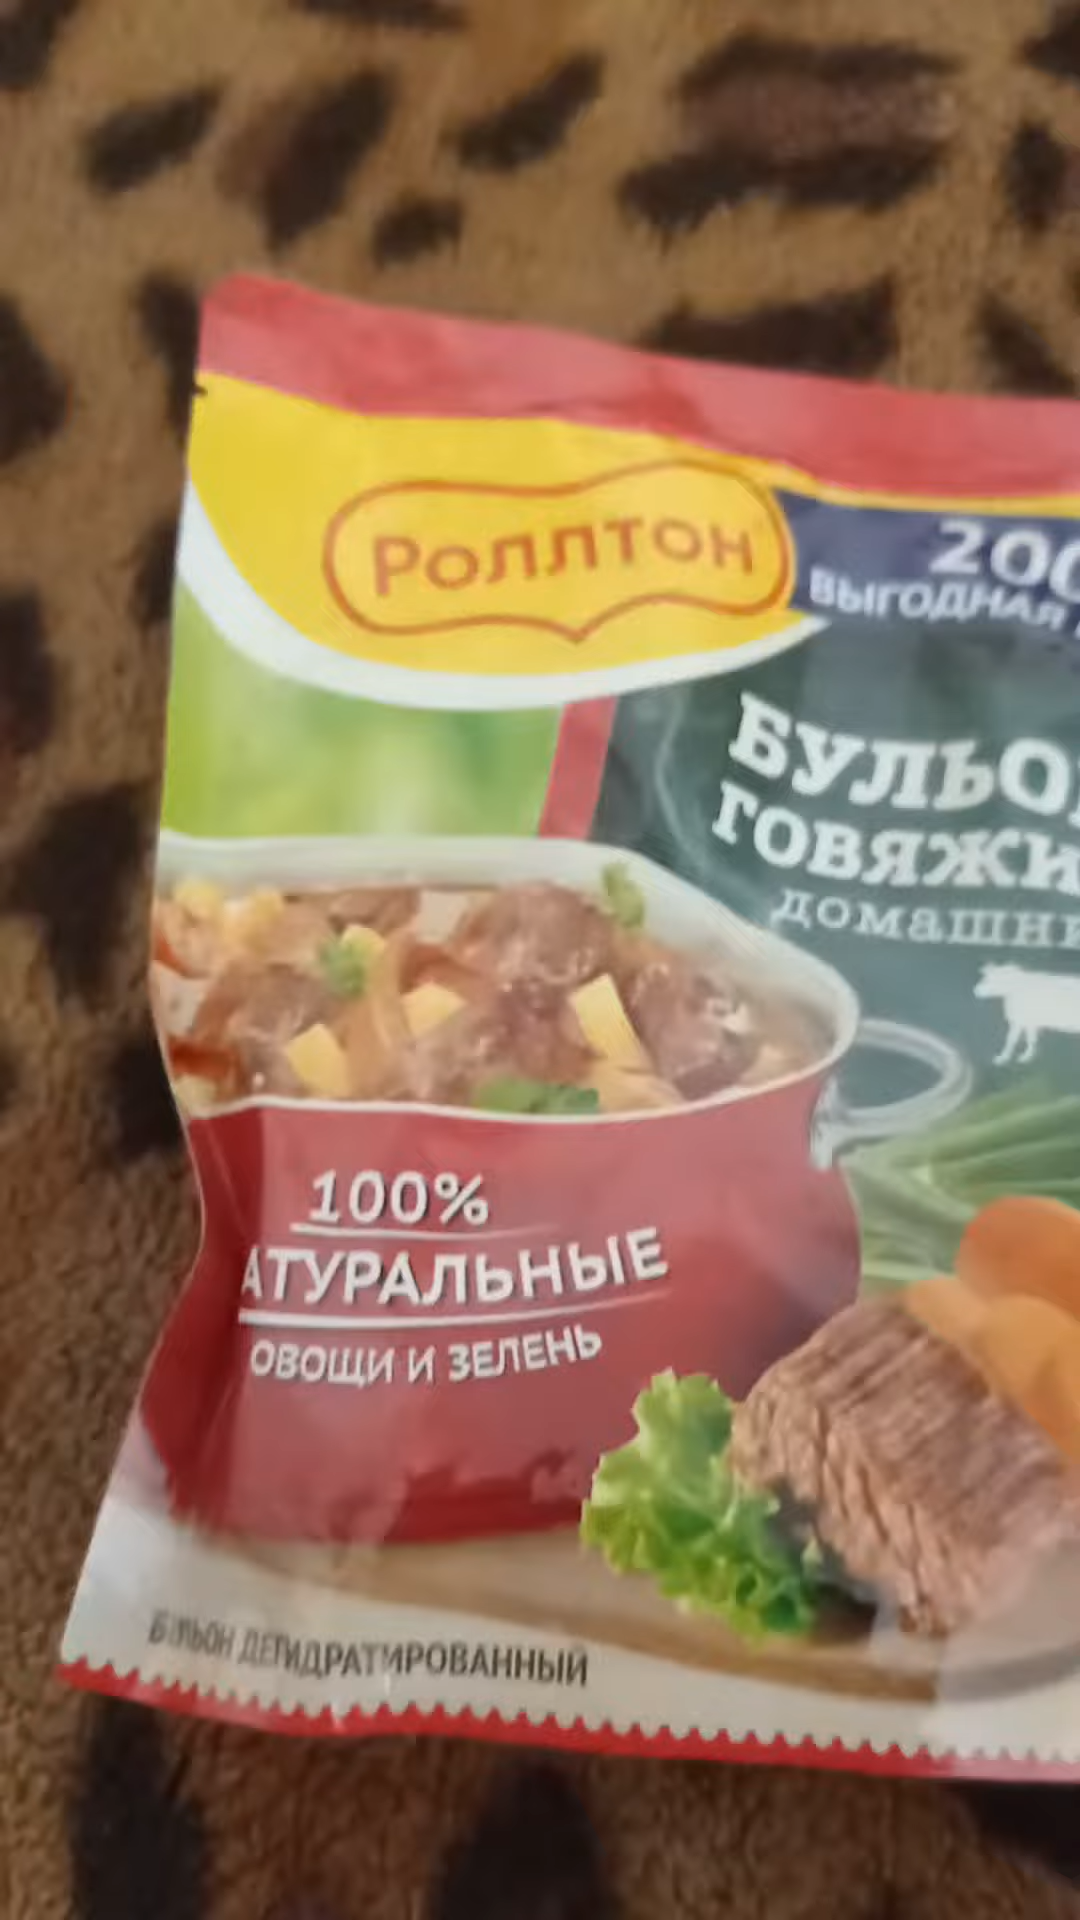 Роллтон
200
ВЫГОДНАЯ
БУЛЬО
ГОВЯЖИ
домашни
100%
АТУРАЛЬНЫЕ
ОВОЩИ И ЗЕЛЕНЬ
БУЛЬОН ДЕГИДРАТИРОВАННЫЙ